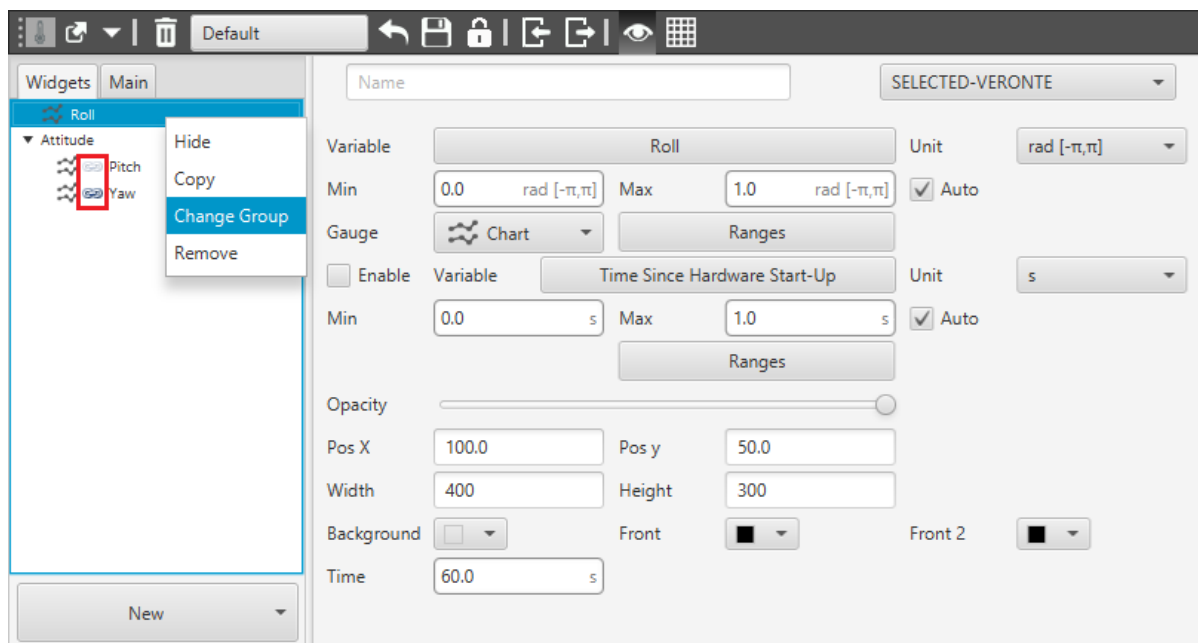 Default
Widgets Main
Name
SELECTED-VERONTE
Roll
Attitude
Pitch
Yaw
Hide
Copy
Change Group
Remove
Variable Roll Unit rad [-π,π]
Min 0.0 rad [-π,π] Max 1.0 rad [-π,π] Auto
Gauge Chart Ranges
Enable Variable Time Since Hardware Start-Up Unit s
Min 0.0 s Max 1.0 s Auto
Ranges
Opacity
Pos X 100.0 Pos y 50.0
Width 400 Height 300
Background Front Front 2
Time 60.0 s
New